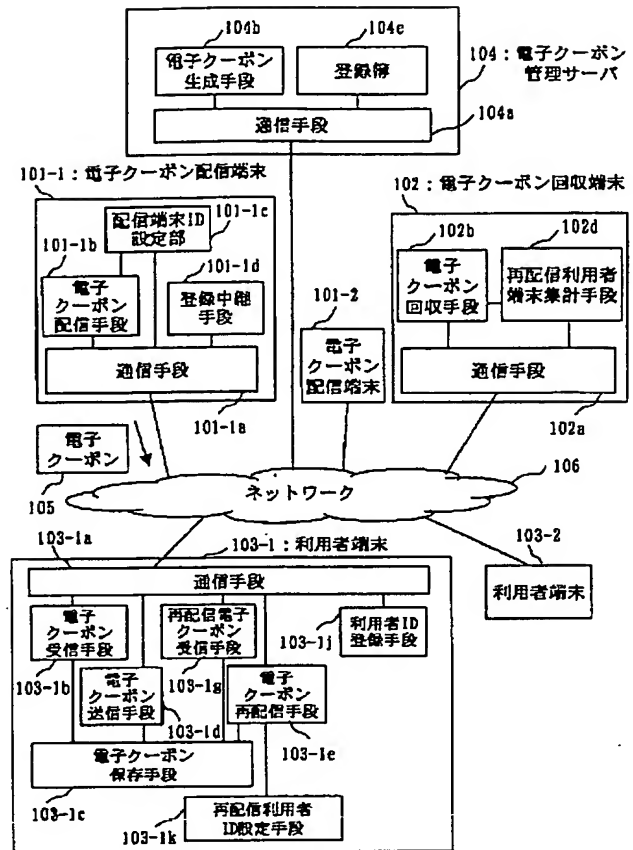 104b
104e
電子クーポン
生成手段
登録簿
104：電子クーポン
管理サーバ
通信手段
104a
101-1：電子クーポン配信端末
配信端末ID
設定部
101-1c
101-1b
101-1d
電子
クーポン
配信手段
登録中継
手段
通信手段
101-1a
101-2
電子
クーポン
配信端末
102：電子クーポン回収端末
102b
102d
電子
クーポン
回収手段
再配信利用者
端末集計手段
通信手段
102a
電子
クーポン
105
106
ネットワーク
103-1a
103-1：利用者端末
103-2
利用者端末
通信手段
電子
クーポン
受信手段
103-1b
再配信電子
クーポン
受信手段
103-1g
利用者ID
登録手段
103-1j
電子
クーポン
送信手段
103-1d
電子
クーポン
再配信手段
103-1e
電子クーポン
保存手段
103-1c
再配信利用者
ID設定手段
103-1k